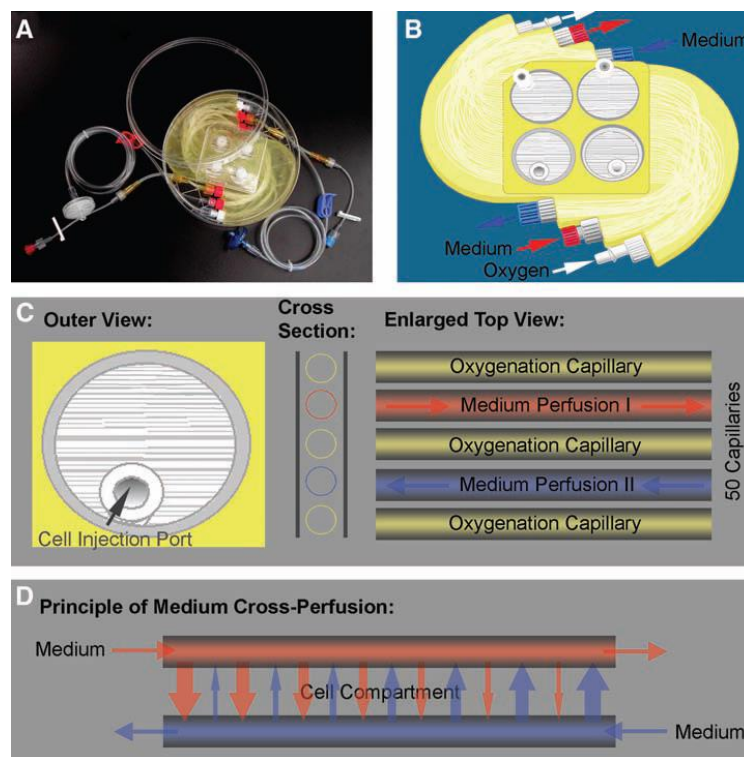 A
B
Medium
Medium
Oxygen
C
Outer View:
Cross
Section:
Enlarged Top View:
Oxygenation Capillary
Medium Perfusion I
Oxygenation Capillary
Medium Perfusion II
Oxygenation Capillary
50 Capillaries
Cell Injection Port
D
Principle of Medium Cross-Perfusion:
Medium
Cell Compartment
Medium